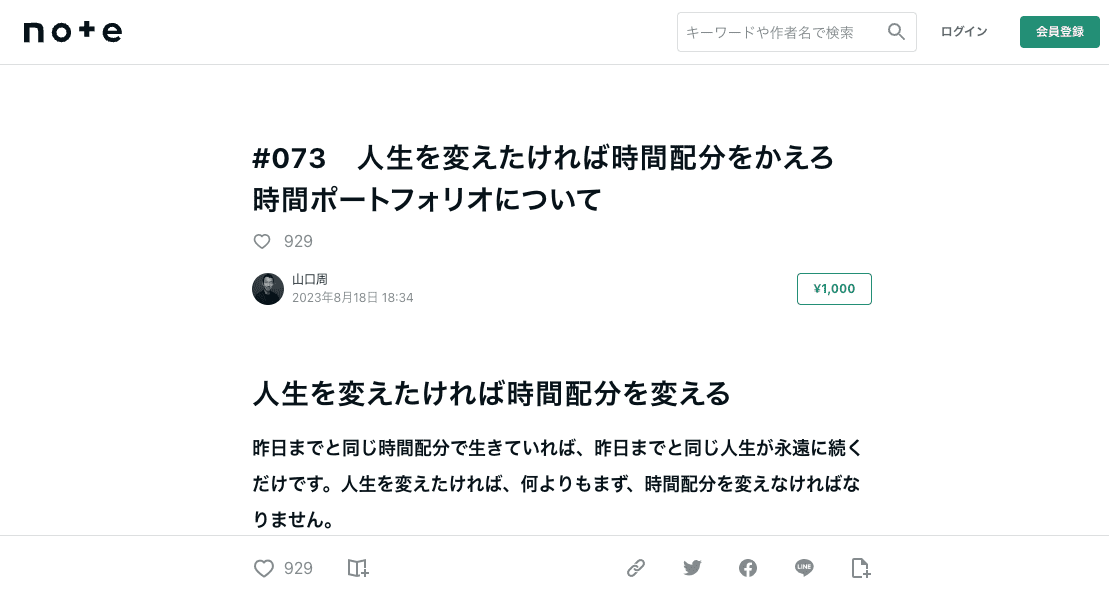 note
キーワードや作者名で検索
ログイン
会員登録
#073　人生を変えたければ時間配分をかえろ
時間ポートフォリオについて
929
山口周
2023年8月18日 18:34
¥1,000
人生を変えたければ時間配分を変える
昨日までと同じ時間配分で生きていれば、昨日までと同じ人生が永遠に続く
だけです。人生を変えたければ、何よりもまず、時間配分を変えなければな
りません。
929
LINE